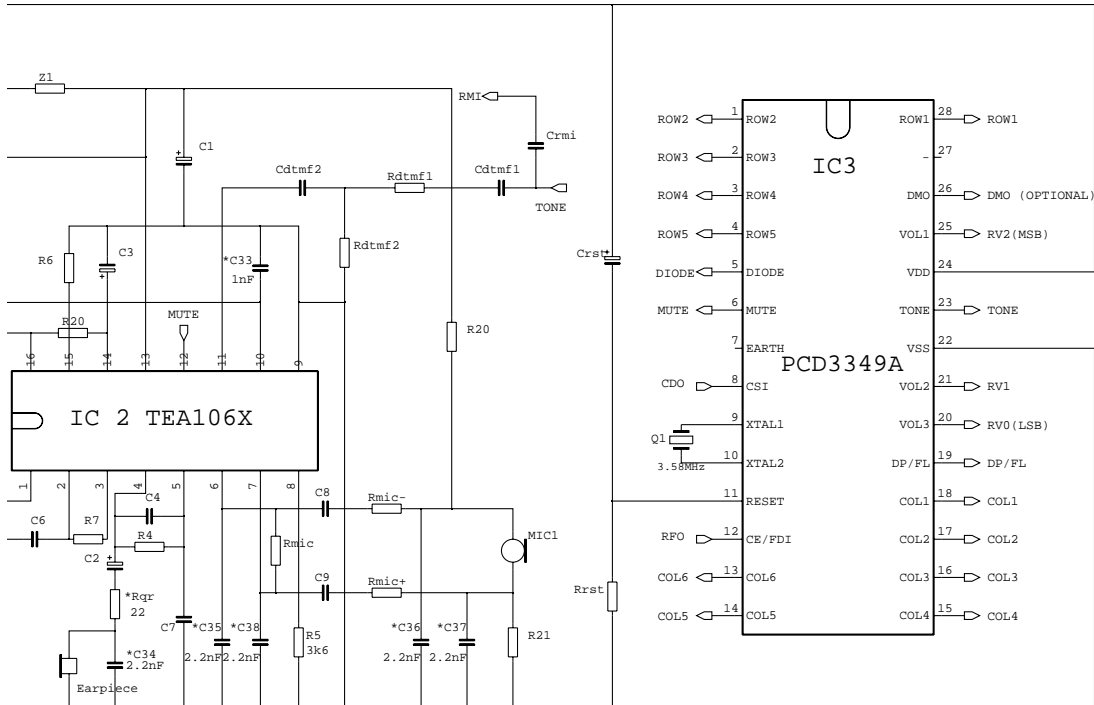 Z1
RMI
Crmi
C1
Cdtmf2
Rdtmf1
Cdtmf1
TONE
R6
C3
*C33
1nF
Rdtmf2
Crst
+
R20
MUTE
R20
16
15
14
13
12
11
10
9
IC 2 TEA106X
1
2
3
4
5
6
7
8
C6
R7
C4
R4
C2
+
C8
Rmic-
Rmic
MIC1
C9
Rmic+
*Rqr
22
C7
*C35
2.2nF
*C38
2.2nF
R5
3k6
*C36
2.2nF
*C37
2.2nF
R21
Rrst
*C34
2.2nF
Earpiece
IC3
PCD3349A
ROW2 1 ROW2
ROW3 2 ROW3
ROW4 3 ROW4
ROW5 4 ROW5
DIODE 5 DIODE
MUTE 6 MUTE
7 EARTH
CDO 8 CSI
9 XTAL1
Q1
3.58MHz
10 XTAL2
11 RESET
RFO 12 CE/FDI
COL6 13 COL6
COL5 14 COL5
ROW1 28 ROW1
- 27
DMO 26 DMO (OPTIONAL)
VOL1 25 RV2(MSB)
VDD 24
TONE 23 TONE
VSS 22
VOL2 21 RV1
VOL3 20 RV0(LSB)
DP/FL 19 DP/FL
COL1 18 COL1
COL2 17 COL2
COL3 16 COL3
COL4 15 COL4